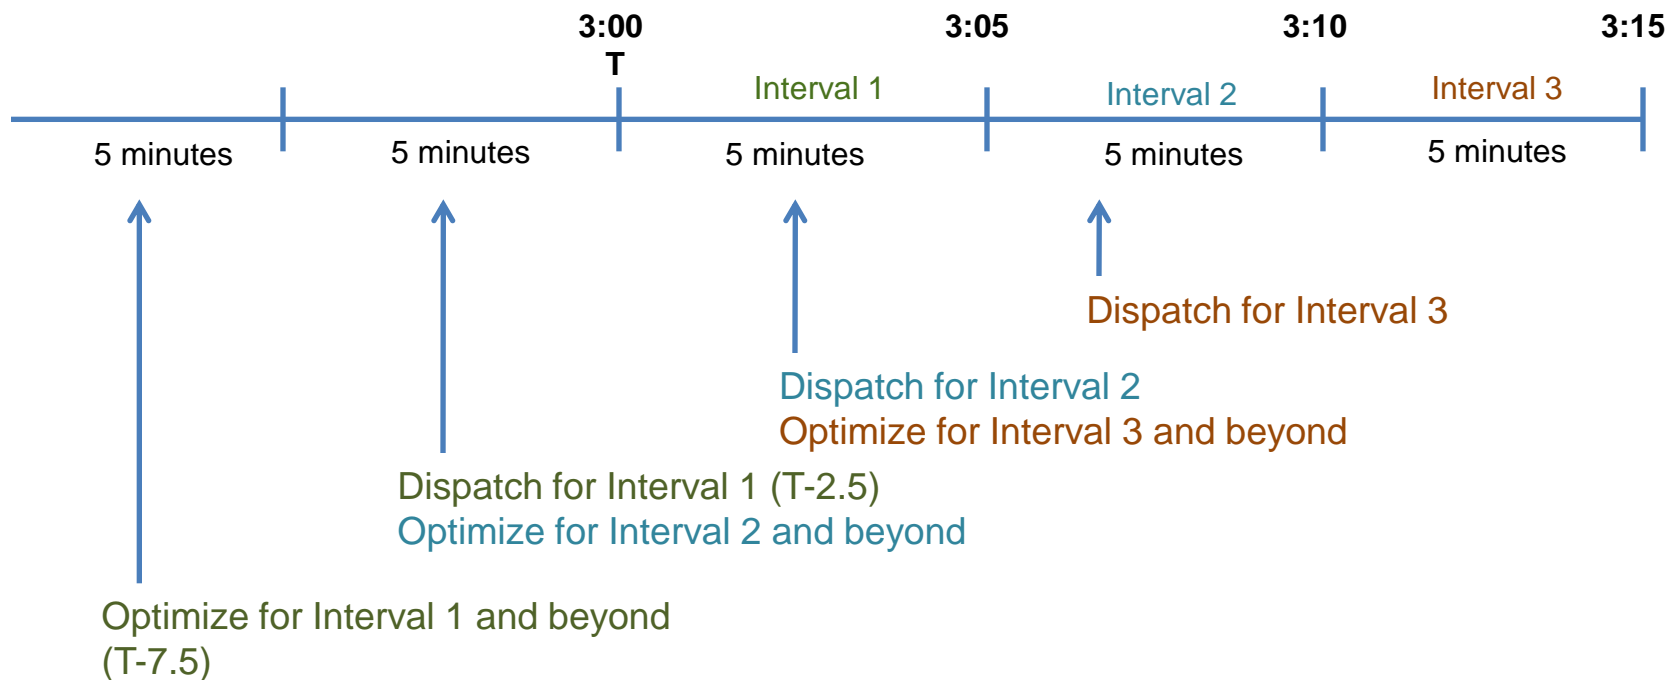 3:00
3:05
3:10
3:15
T
Interval 1
Interval 2
Interval 3
5 minutes
5 minutes
5 minutes
5 minutes
5 minutes
Dispatch for Interval 3
Dispatch for Interval 2
Optimize for Interval 3 and beyond
Dispatch for Interval 1 (T-2.5)
Optimize for Interval 2 and beyond
Optimize for Interval 1 and beyond
(T-7.5)